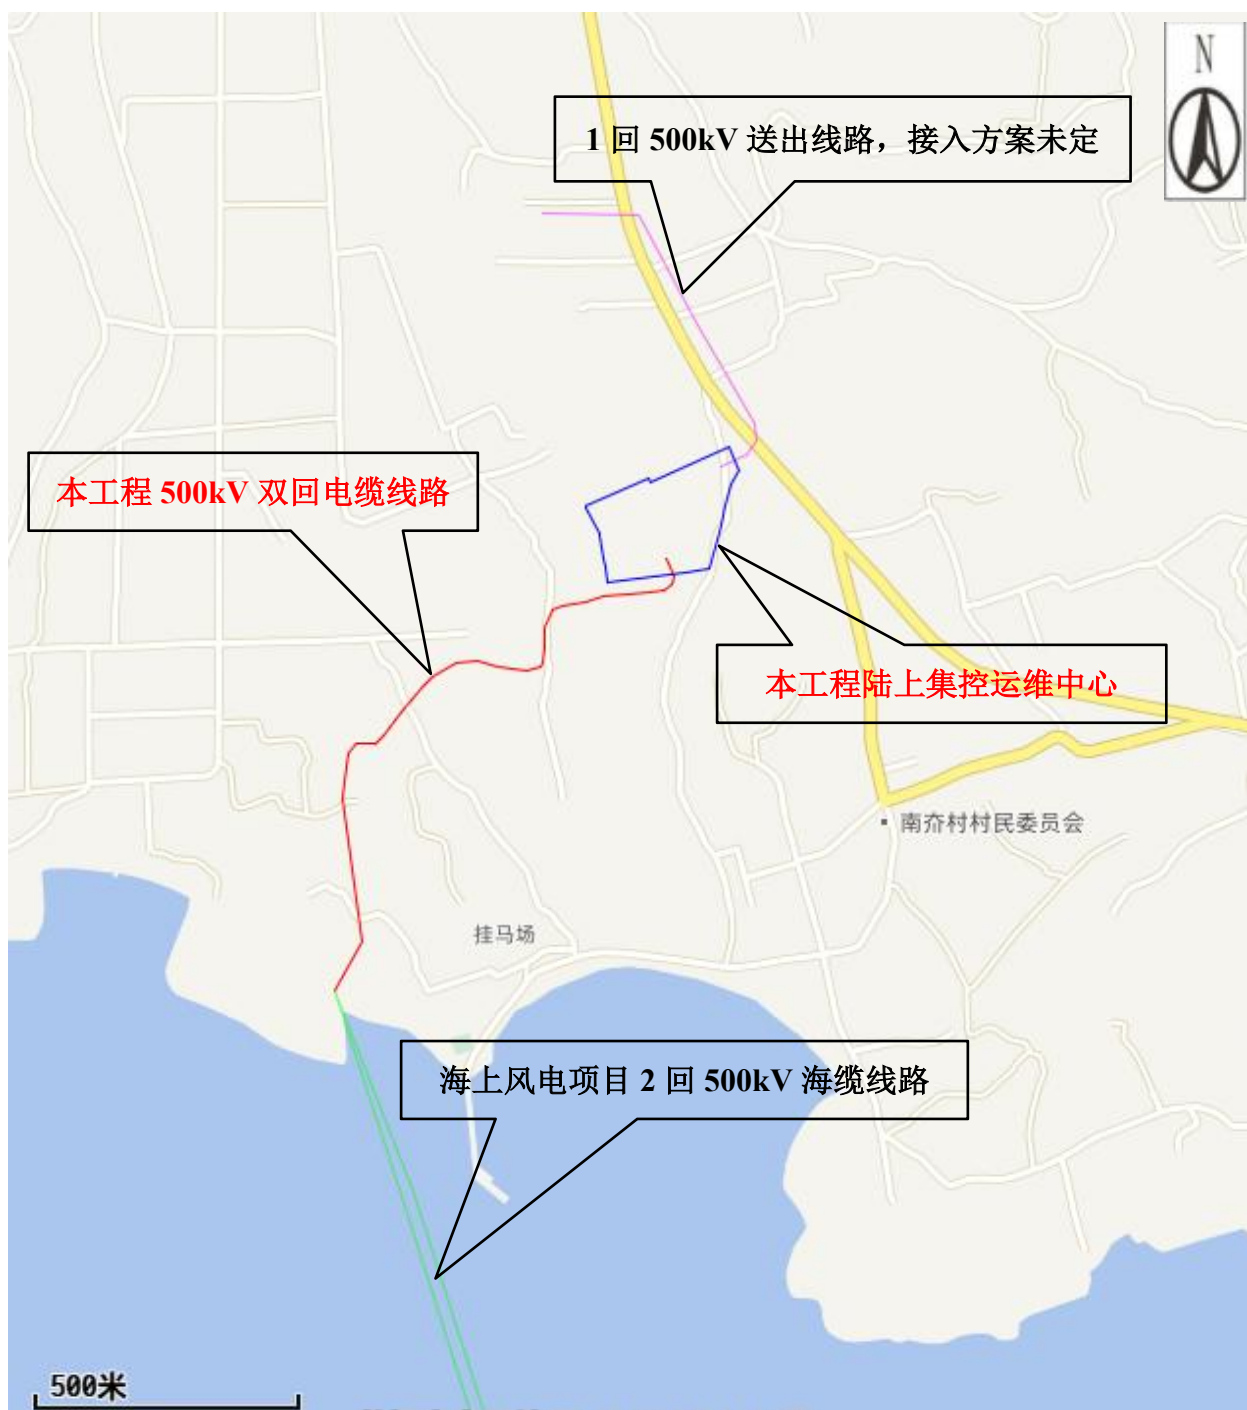 N
1 回 500kV 送出线路，接入方案未定
本工程 500kV 双回电缆线路
本工程陆上集控运维中心
南夼村村民委员会
挂马场
海上风电项目 2 回 500kV 海缆线路
500米